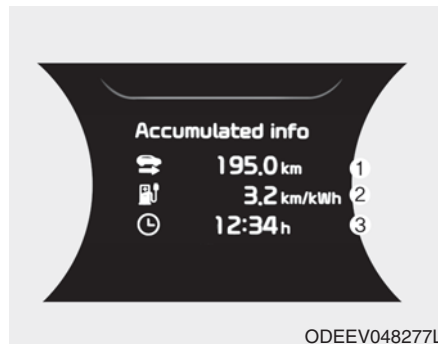 Accumulated info
195.0 km 1
3.2 km/kWh 2
12:34 h 3
ODEEV048277L